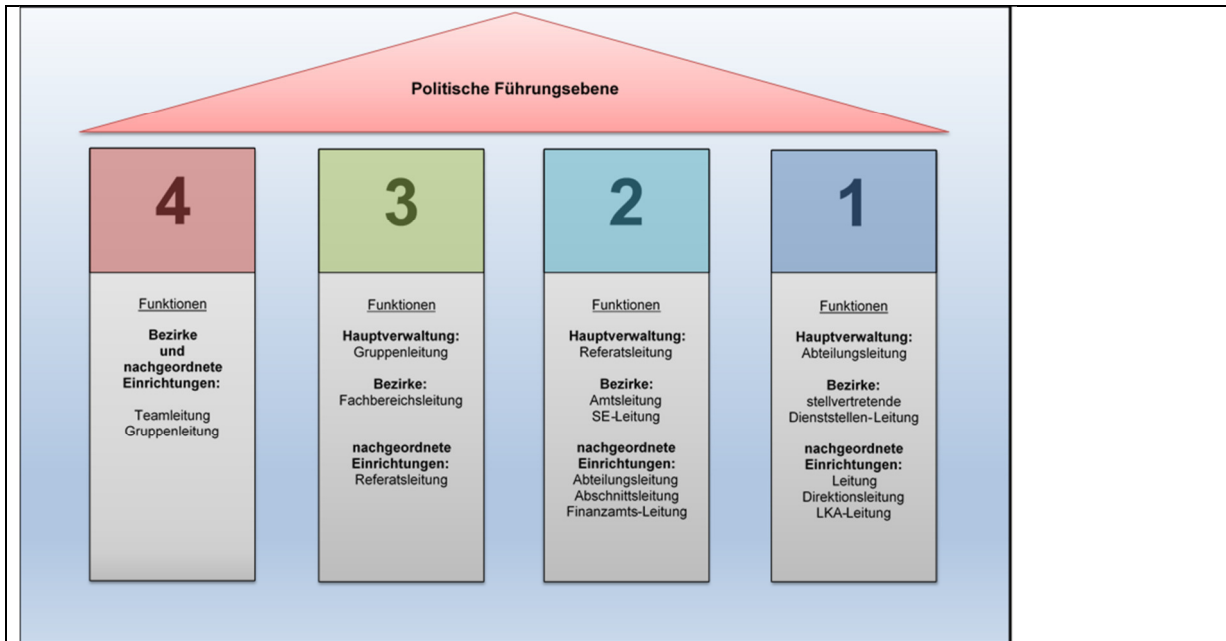 Politische Führungsebene
4
Funktionen
Bezirke
und
nachgeordnete
Einrichtungen:
Teamleitung
Gruppenleitung
3
Funktionen
Hauptverwaltung:
Gruppenleitung
Bezirke:
Fachbereichsleitung
nachgeordnete
Einrichtungen:
Referatsleitung
2
Funktionen
Hauptverwaltung:
Referatsleitung
Bezirke:
Amtsleitung
SE-Leitung
nachgeordnete
Einrichtungen:
Abteilungsleitung
Abschnittsleitung
Finanzamts-Leitung
1
Funktionen
Hauptverwaltung:
Abteilungsleitung
Bezirke:
stellvertretende
Dienststellen-Leitung
nachgeordnete
Einrichtungen:
Leitung
Direktionsleitung
LKA-Leitung